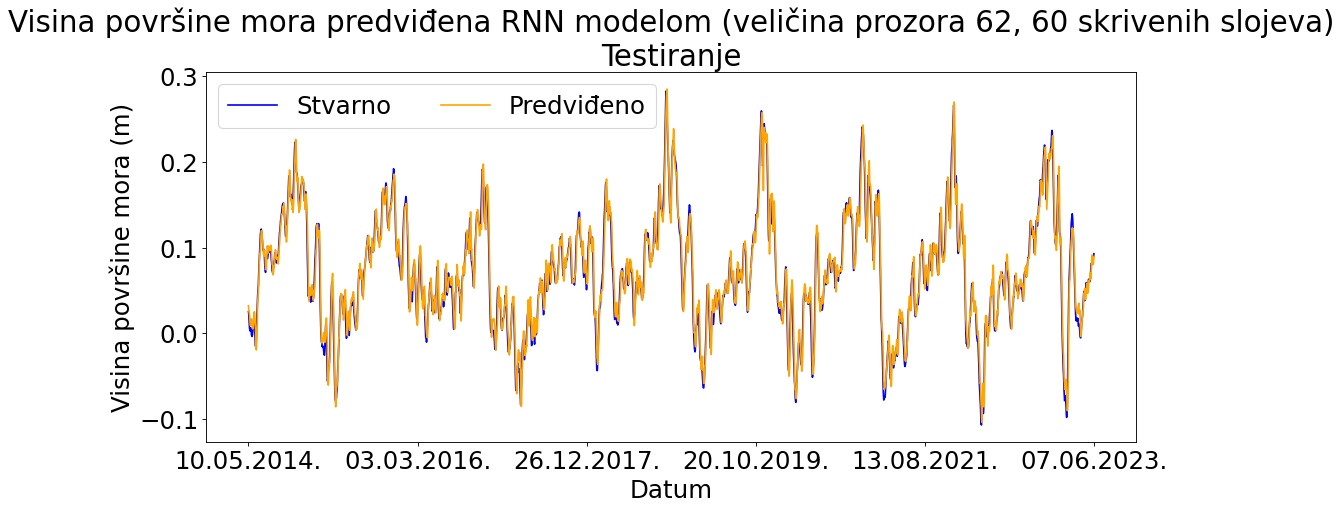 Visina površine mora predviđena RNN modelom (veličina prozora 62, 60 skrivenih slojeva)
Testiranje
Stvarno Predviđeno
Visina površine mora (m)
0.3
0.2
0.1
0.0
−0.1
10.05.2014. 03.03.2016. 26.12.2017. 20.10.2019. 13.08.2021. 07.06.2023.
Datum